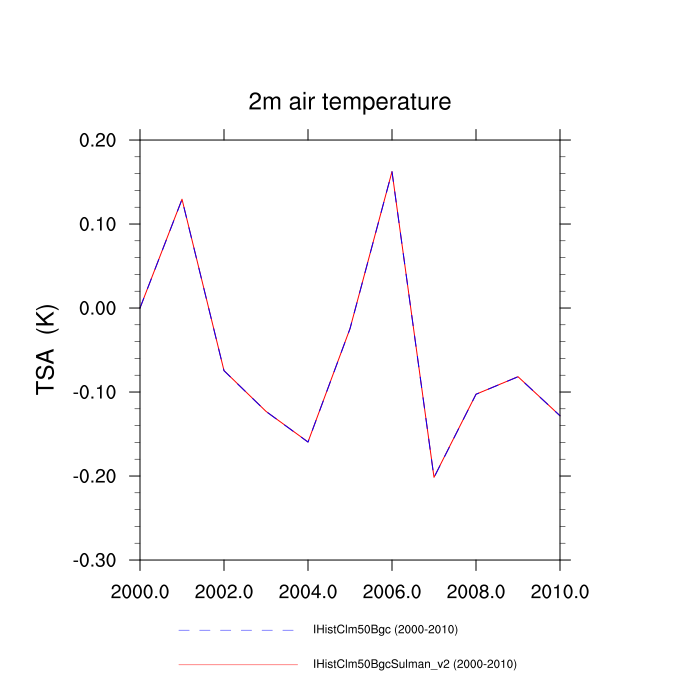 2m air temperature
0.20
0.10
0.00
-0.10
-0.20
-0.30
TSA (K)
2000.0 2002.0 2004.0 2006.0 2008.0 2010.0
IHistClm50Bgc (2000-2010)
IHistClm50BgcSulman_v2 (2000-2010)